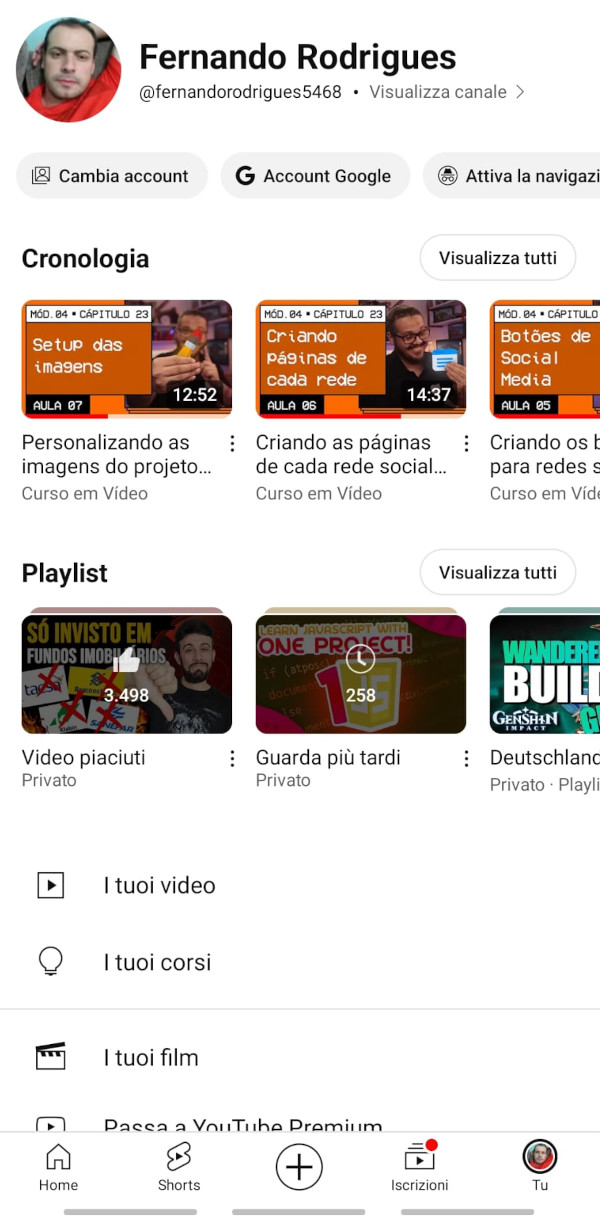 Fernando Rodrigues
@fernandorodrigues5468 • Visualizza canale
Cambia account
Account Google
Attiva la navigazi
Cronologia
Visualizza tutti
MÓD.04 • CÁPITULO 23
Setup das
imagens
AULA 07
12:52
MÓD.04 • CÁPITULO 23
Criando
páginas de
cada rede
AULA 06
14:37
MÓD.04 • CÁPITULO
Botões de
Social
Media
AULA 05
Personalizando as
imagens do projeto...
Curso em Vídeo
Criando as páginas
de cada rede social...
Curso em Vídeo
Criando os b
para redes s
Curso em Víde
Playlist
Visualizza tutti
SÓ INVISTO EM
FUNDOS IMOBILIÁRIOS
3.498
LEARN JAVASCRIPT WITH
ONE PROJECT!
258
JS
WANDERE
BUIL
GENSHIN
IMPACT
Video piaciuti
Privato
Guarda più tardi
Privato
Deutschland
Privato · Playli
I tuoi video
I tuoi corsi
I tuoi film
Passa a YouTube Premium
Home
Shorts
Iscrizioni
Tu